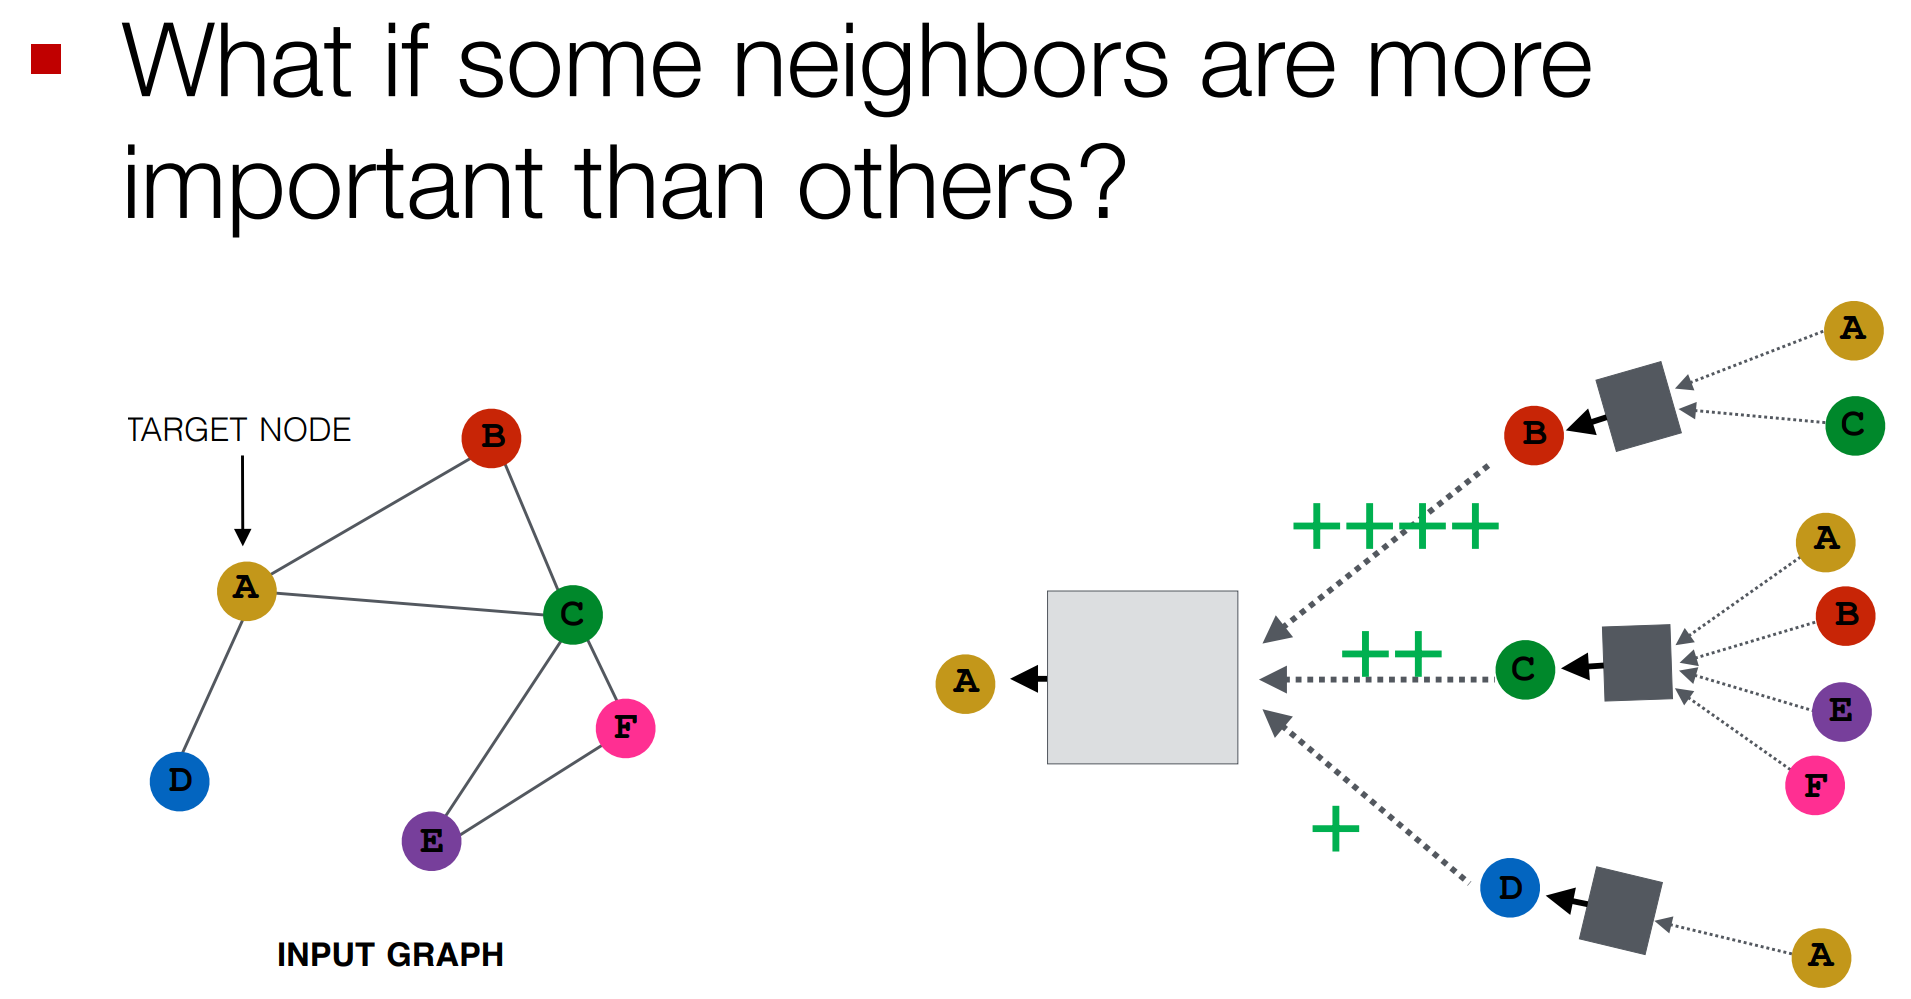 What if some neighbors are more
important than others?
TARGET NODE
B
A
C
F
D
E
INPUT GRAPH
A
B
C
A
++++
A
B
++
C
E
A
F
+
D
A